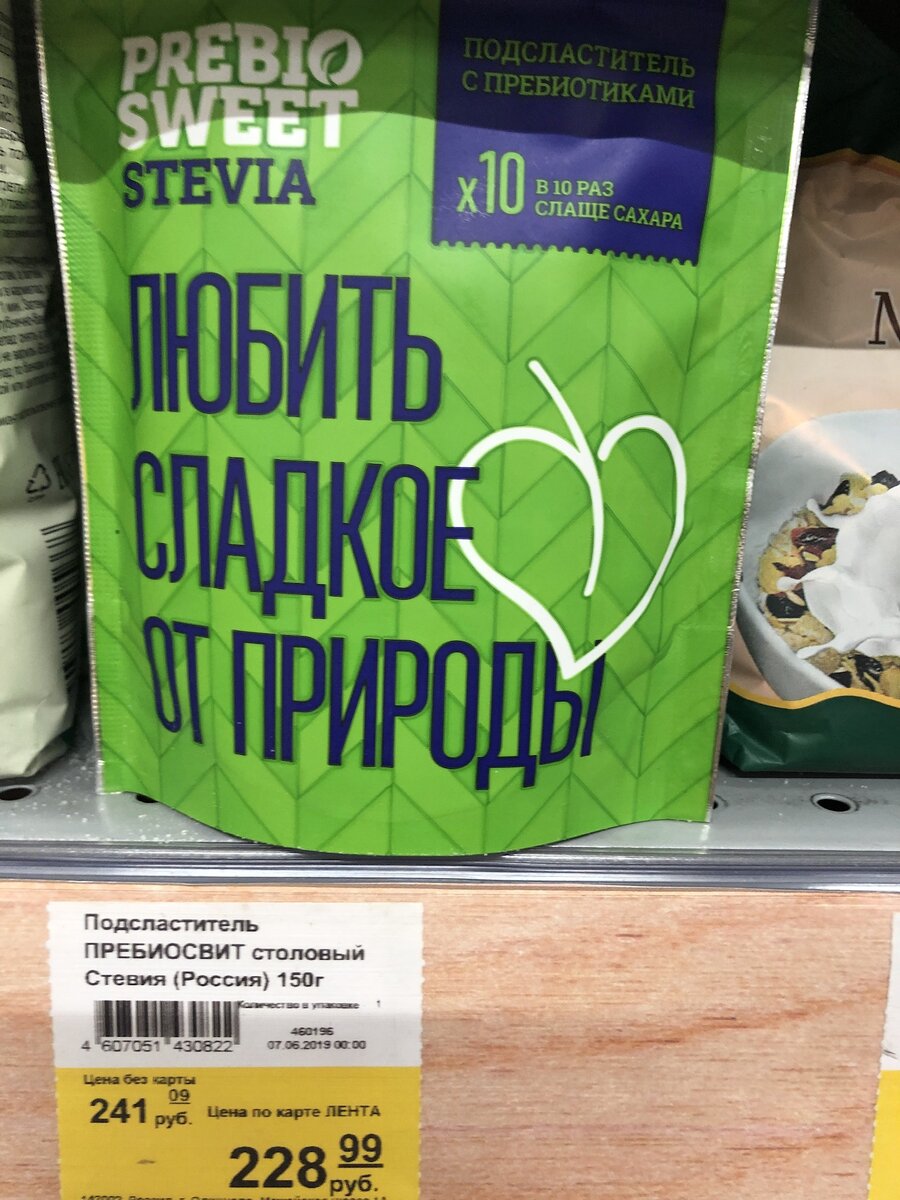 PREBIO
SWEET
STEVIA
ПОДСЛАСТИТЕЛЬ
С ПРЕБИОТИКАМИ
x10
В 10 РАЗ
СЛАЩЕ САХАРА
ЛЮБИТЬ
СЛАДКОЕ
ОТ ПРИРОДЫ
N
Подсластитель
ПРЕБИОСВИТ столовый
Стевия (Россия) 150г
Количество в упаковке 1
4 607051 430822
460196
07.06.2019 00:00
Цена без карты
241 09 руб.
Цена по карте ЛЕНТА
228 99 руб.